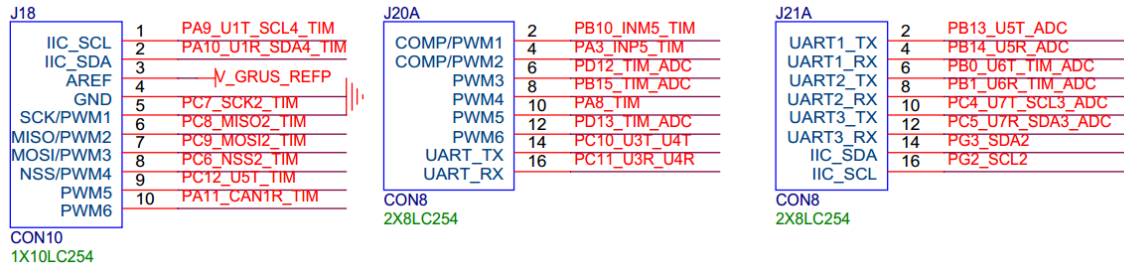 J18
IIC_SCL 1 PA9_U1T_SCL4_TIM
IIC_SDA 2 PA10_U1R_SDA4_TIM
AREF 3 V_GRUS_REFP
GND 4
SCK/PWM1 5 PC7_SCK2_TIM
MISO/PWM2 6 PC8_MISO2_TIM
MOSI/PWM3 7 PC9_MOSI2_TIM
NSS/PWM4 8 PC6_NSS2_TIM
PWM5 9 PC12_U5T_TIM
PWM6 10 PA11_CAN1R_TIM
CON10
1X10LC254
J20A
COMP/PWM1 2 PB10_INM5_TIM
COMP/PWM2 4 PA3_INP5_TIM
PWM3 6 PD12_TIM_ADC
PWM4 8 PB15_TIM_ADC
PWM5 10 PA8_TIM
PWM6 12 PD13_TIM_ADC
UART_TX 14 PC10_U3T_U4T
UART_RX 16 PC11_U3R_U4R
CON8
2X8LC254
J21A
UART1_TX 2 PB13_U5T_ADC
UART1_RX 4 PB14_U5R_ADC
UART2_TX 6 PB0_U6T_TIM_ADC
UART2_RX 8 PB1_U6R_TIM_ADC
UART3_TX 10 PC4_U7T_SCL3_ADC
UART3_RX 12 PC5_U7R_SDA3_ADC
IIC_SDA 14 PG3_SDA2
IIC_SCL 16 PG2_SCL2
CON8
2X8LC254